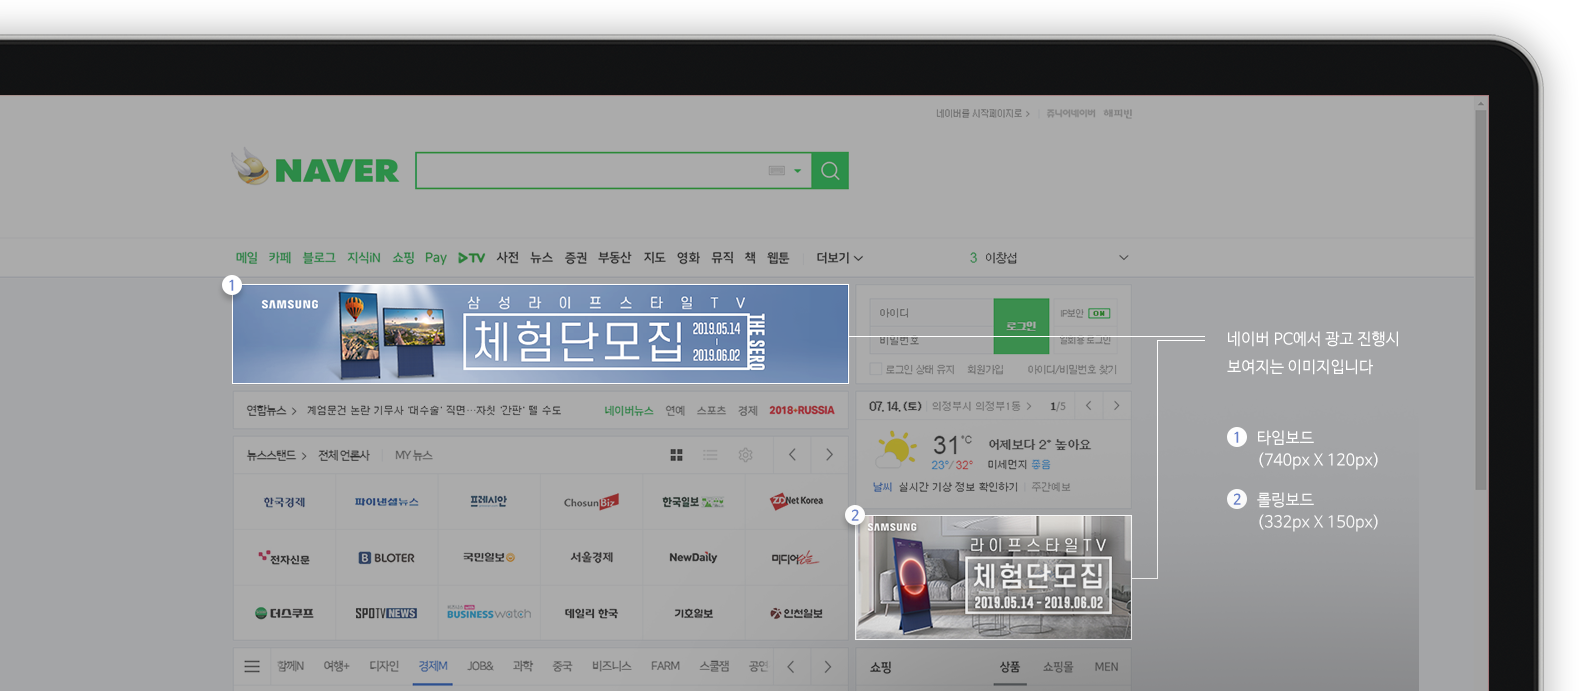 네이버를 시작페이지로 > 쥬니어네이버 해피빈
NAVER
메일 카페 블로그 지식iN 쇼핑 Pay TV 사전 뉴스 증권 부동산 지도 영화 뮤직 책 웹툰 더보기
3 이창섭
1
SAMSUNG
삼성라이프스타일TV
체험단모집
2019.05.14
-
2019.06.02
THE SERO
아이디
비밀번호
로그인
IP보안 ON
일회용 로그인
로그인 상태 유지 회원가입 아이디/비밀번호 찾기
네이버 PC에서 광고 진행시
보여지는 이미지입니다
1 타임보드
(740px X 120px)
2 롤링보드
(332px X 150px)
연합뉴스 > 계엄문건 논란 기무사 '대수술' 직면…자칫 '간판' 뗄 수도
네이버뉴스 연예 스포츠 경제 2018•RUSSIA
07. 14. (토) 의정부시 의정부1동 > 1/5 < >
31°C 어제보다 2° 높아요
23°/32° 미세먼지 좋음
날씨 실시간 기상 정보 확인하기 주간예보
뉴스스탠드 > 전체 언론사 MY 뉴스
한국경제 파이낸셜뉴스 프레시안 ChosunBiz 한국일보 ZDNet Korea
전자신문 BLOTER 국민일보 서울경제 NewDaily 미디어오늘
더스쿠프 SPOTVNEWS BUSINESSWatch 데일리 한국 기호일보 인천일보
2
SAMSUNG
라이프스타일TV
체험단모집
2019.05.14 - 2019.06.02
함께N 여행+ 디자인 경제M JOB& 과학 중국 비즈니스 FARM 스쿨잼 공연
쇼핑 상품 쇼핑몰 MEN